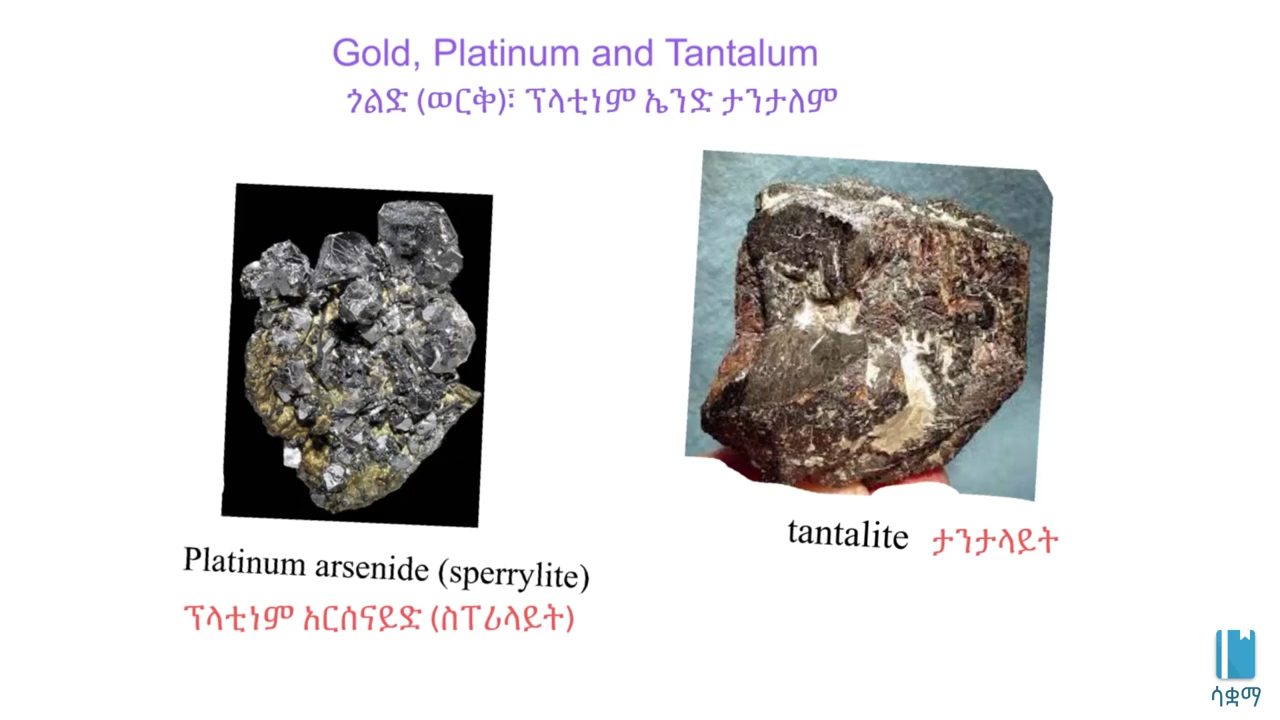 Gold, Platinum and Tantalum
ጎልድ (ወርቅ)፣ ፕላቲነም ኤንድ ታንታለም
Platinum arsenide (sperrylite)
ፕላቲነም አርሰናይድ (ስፐሪላይት)
tantalite ታንታላይት
ሳቋማ